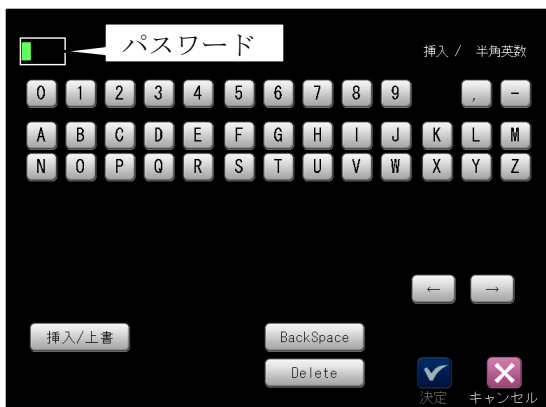 パスワード
挿入 / 半角英数
0 1 2 3 4 5 6 7 8 9 , -
A B C D E F G H I J K L M
N O P Q R S T U V W X Y Z
← →
挿入/上書 BackSpace
Delete
決定 キャンセル